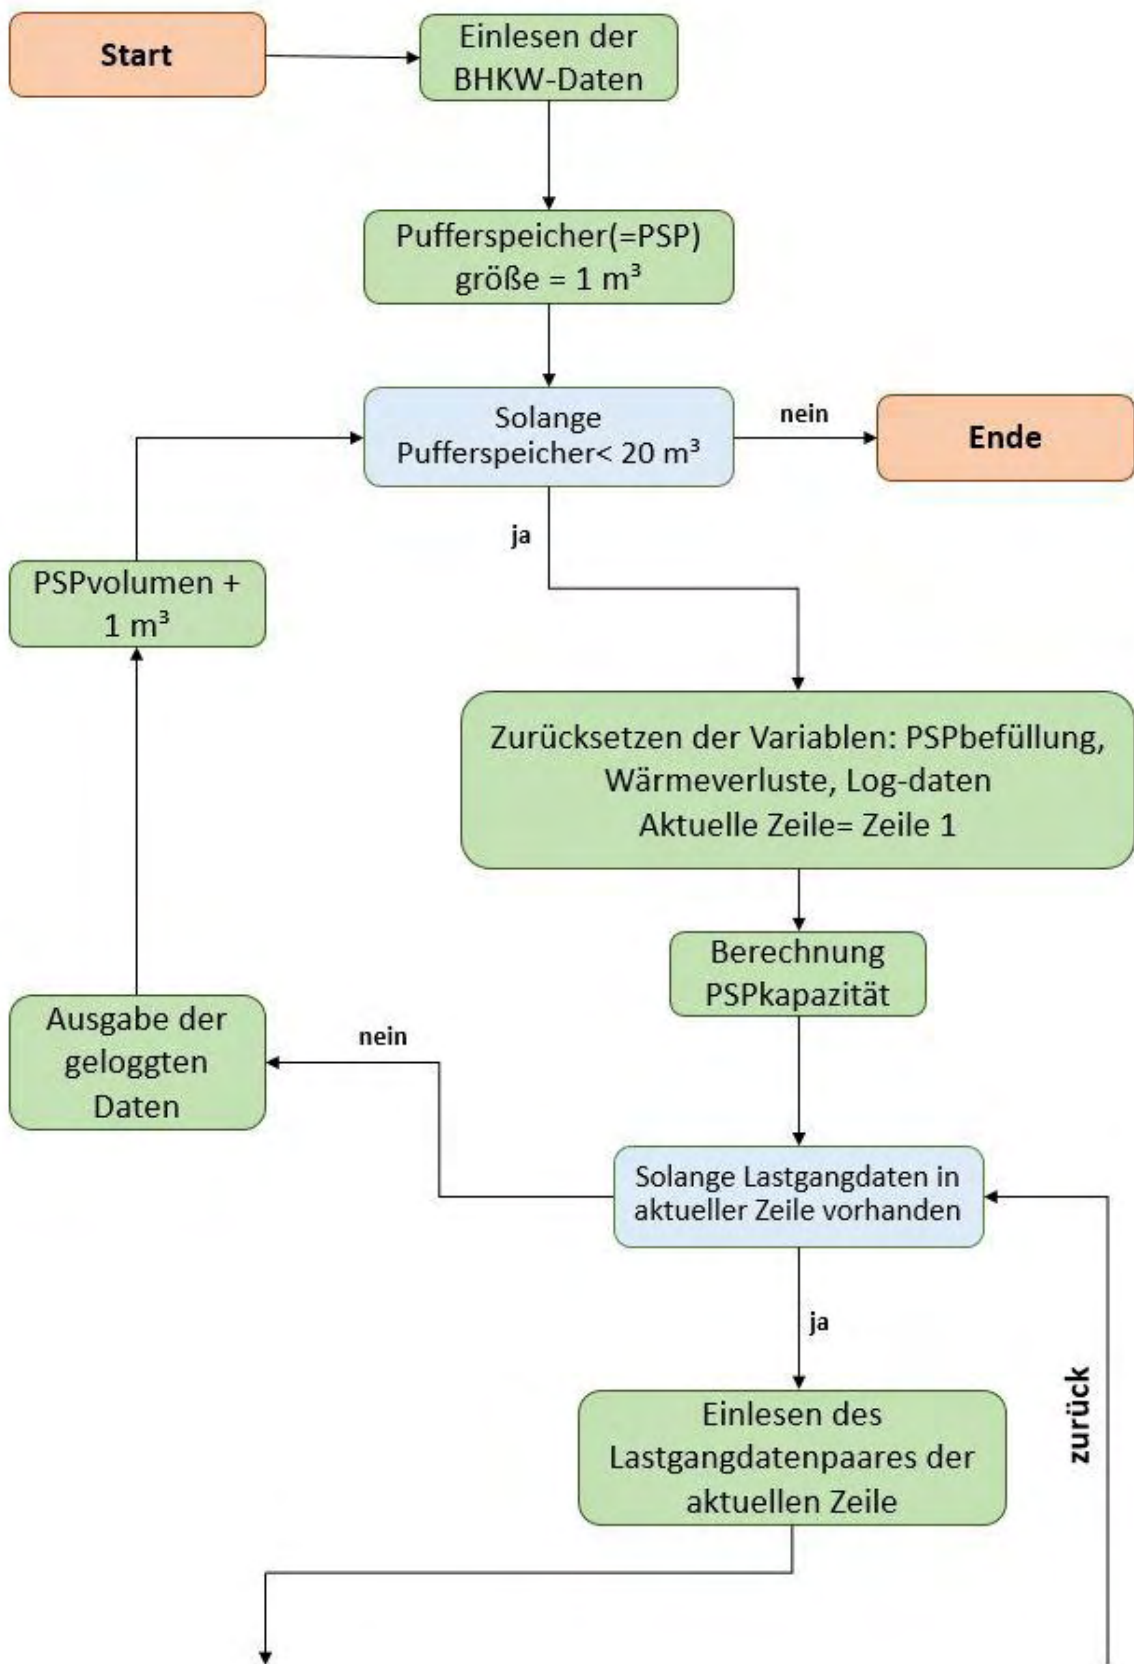 Start
Einlesen der
BHKW-Daten
Pufferspeicher(=PSP)
größe = 1 m³
Solange
Pufferspeicher< 20 m³
nein
Ende
ja
PSPvolumen +
1 m³
Zurücksetzen der Variablen: PSPbefüllung,
Wärmeverluste, Log-daten
Aktuelle Zeile= Zeile 1
Berechnung
PSPkapazität
Ausgabe der
geloggten
Daten
nein
Solange Lastgangdaten in
aktueller Zeile vorhanden
ja
Einlesen des
Lastgangdatenpaares der
aktuellen Zeile
zurück